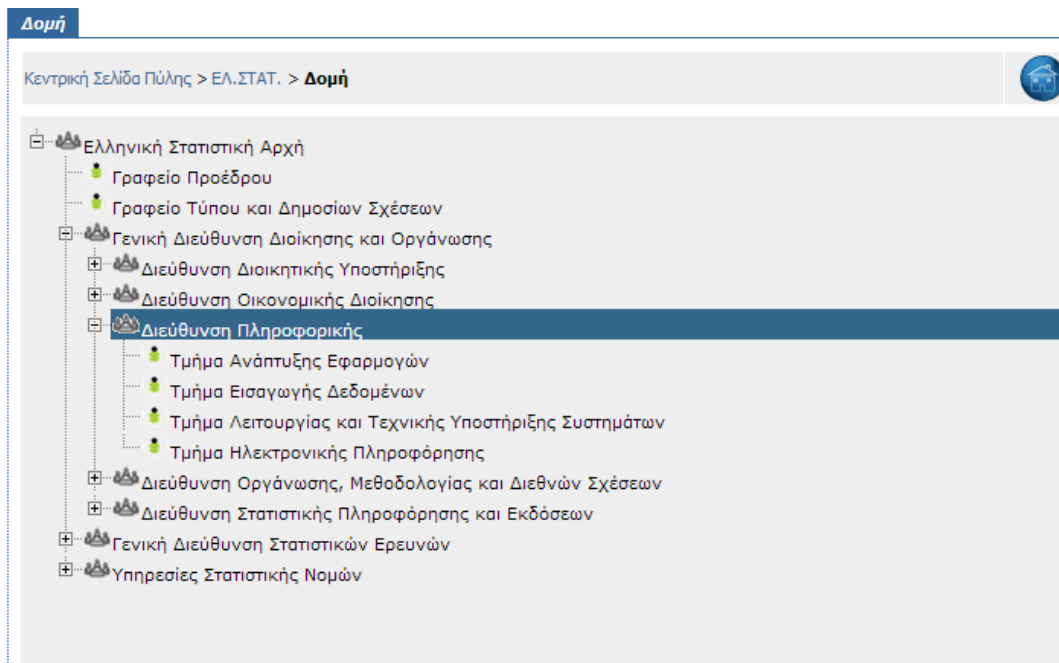 Δομή
Κεντρική Σελίδα Πύλης > ΕΛ.ΣΤΑΤ. > Δομή
Ελληνική Στατιστική Αρχή
Γραφείο Προέδρου
Γραφείο Τύπου και Δημοσίων Σχέσεων
Γενική Διεύθυνση Διοίκησης και Οργάνωσης
Διεύθυνση Διοικητικής Υποστήριξης
Διεύθυνση Οικονομικής Διοίκησης
Διεύθυνση Πληροφορικής
Τμήμα Ανάπτυξης Εφαρμογών
Τμήμα Εισαγωγής Δεδομένων
Τμήμα Λειτουργίας και Τεχνικής Υποστήριξης Συστημάτων
Τμήμα Ηλεκτρονικής Πληροφόρησης
Διεύθυνση Οργάνωσης, Μεθοδολογίας και Διεθνών Σχέσεων
Διεύθυνση Στατιστικής Πληροφόρησης και Εκδόσεων
Γενική Διεύθυνση Στατιστικών Ερευνών
Υπηρεσίες Στατιστικής Νομών